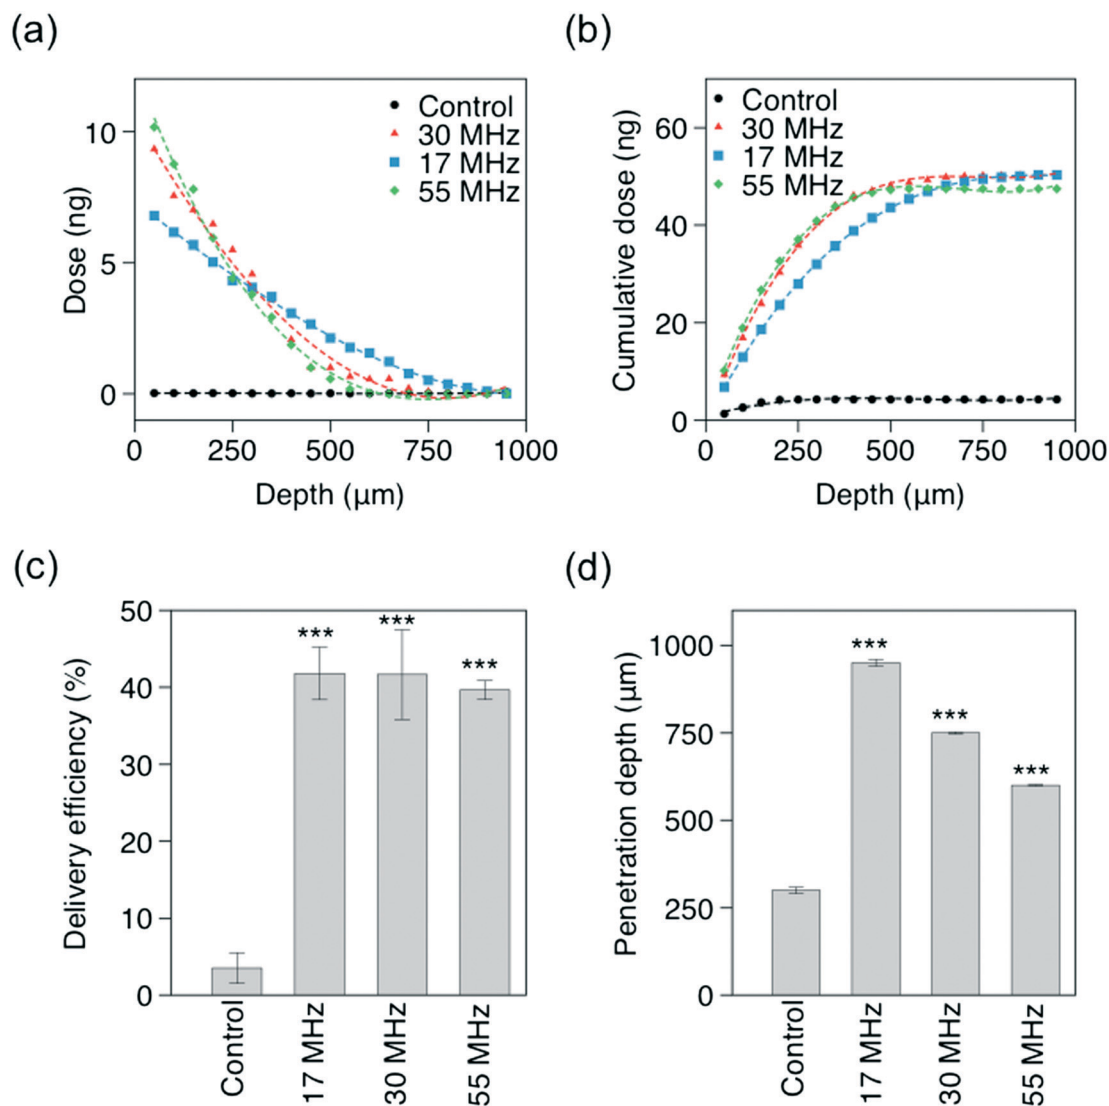 (a)
Dose (ng)
10
5
0
Control
30 MHz
17 MHz
55 MHz
0 250 500 750 1000
Depth (µm)
(b)
Cumulative dose (ng)
60
40
20
0
Control
30 MHz
17 MHz
55 MHz
0 250 500 750 1000
Depth (µm)
(c)
Delivery efficiency (%)
50
40
30
20
10
0
***
***
***
Control
17 MHz
30 MHz
55 MHz
(d)
Penetration depth (µm)
1000
750
500
250
0
***
***
***
Control
17 MHz
30 MHz
55 MHz